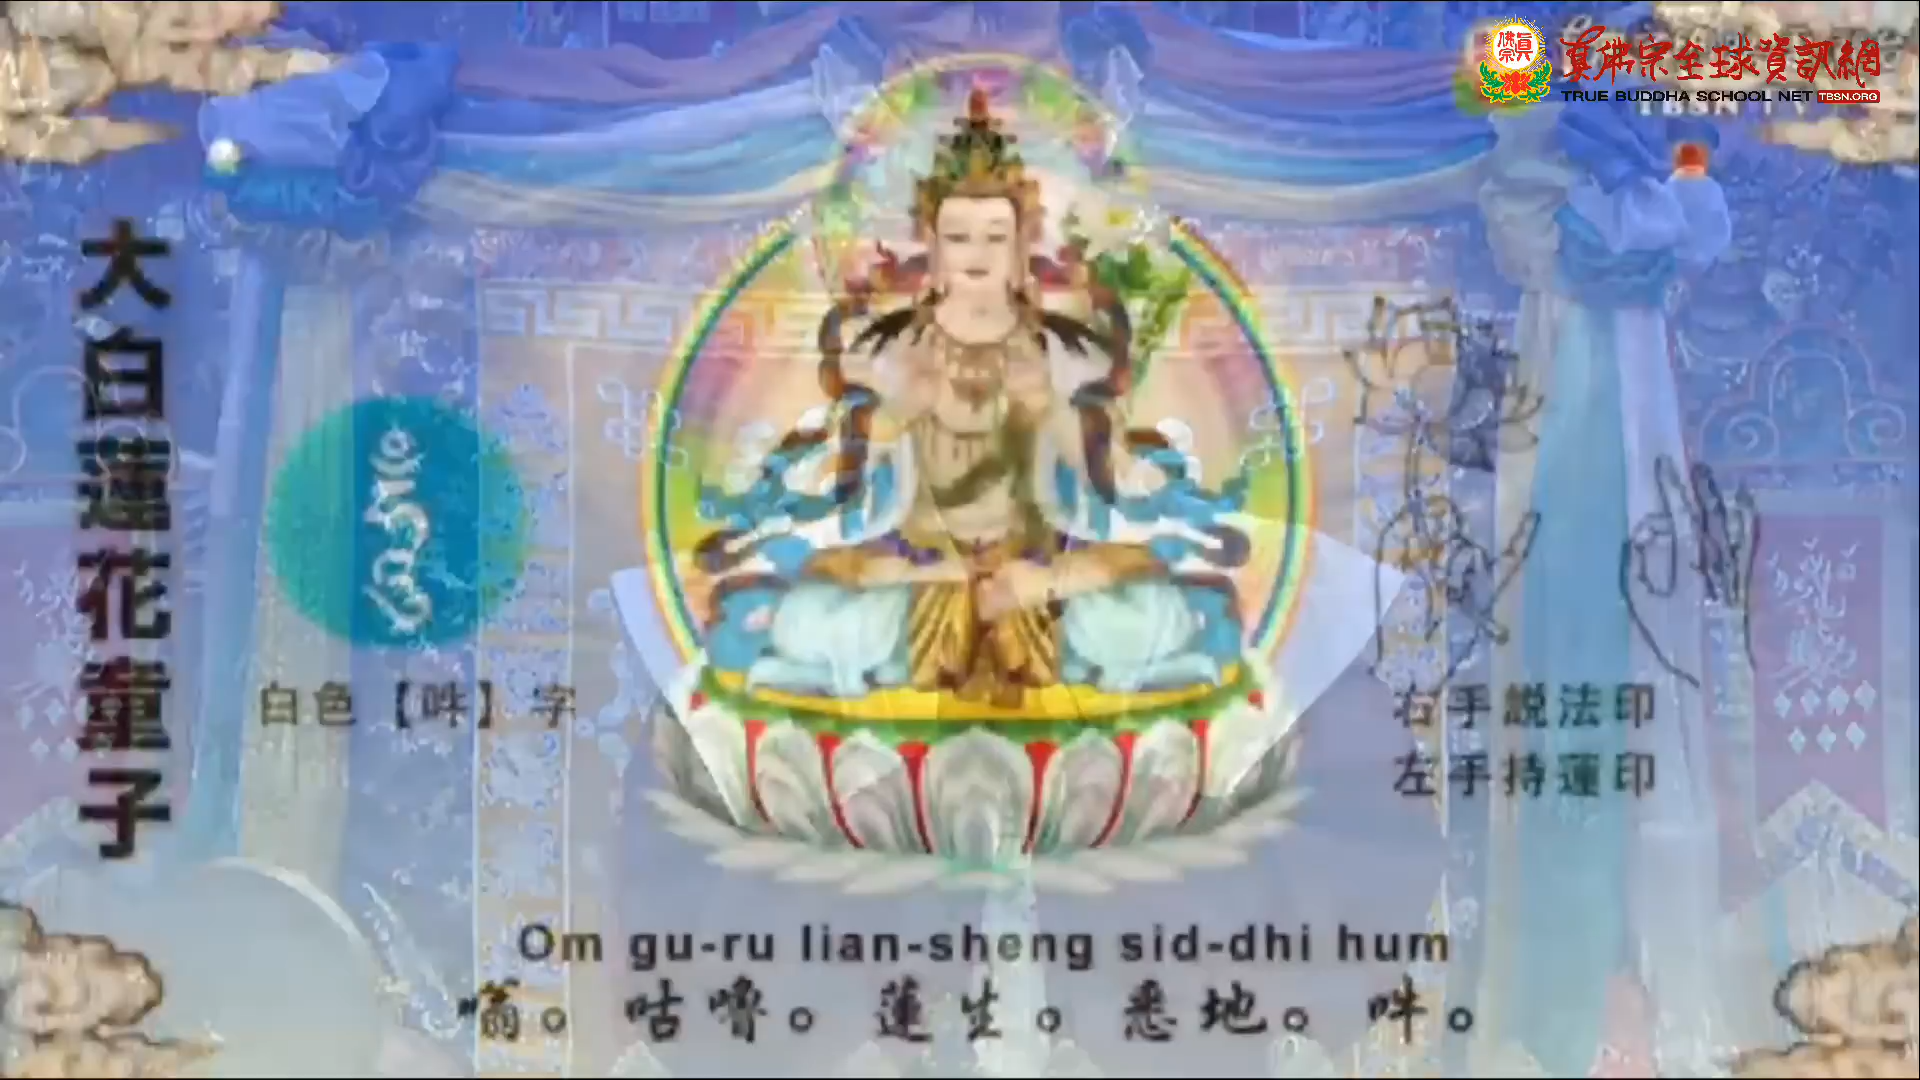 真佛宗全球資訊網
TRUE BUDDHA SCHOOL NET TBSN.ORG
大白蓮花童子
白色【吽】字
右手說法印
左手持蓮印
Om gu-ru lian-sheng sid-dhi hum
嗡。咕嚕。蓮生。悉地。吽。